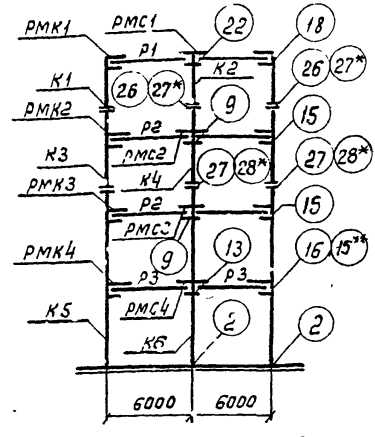 РМК1 РМС1 22 18
Р1
К1 26 27* К2 26 27*
РМК2 9 15
Р2 РМС2
К3 К4 27 28* 27 28*
РМК3 Р2 15
РМС3
9 13 16 15**
РМК4 Р3 Р3
РМС4
К5 К6 2 2
6000 6000